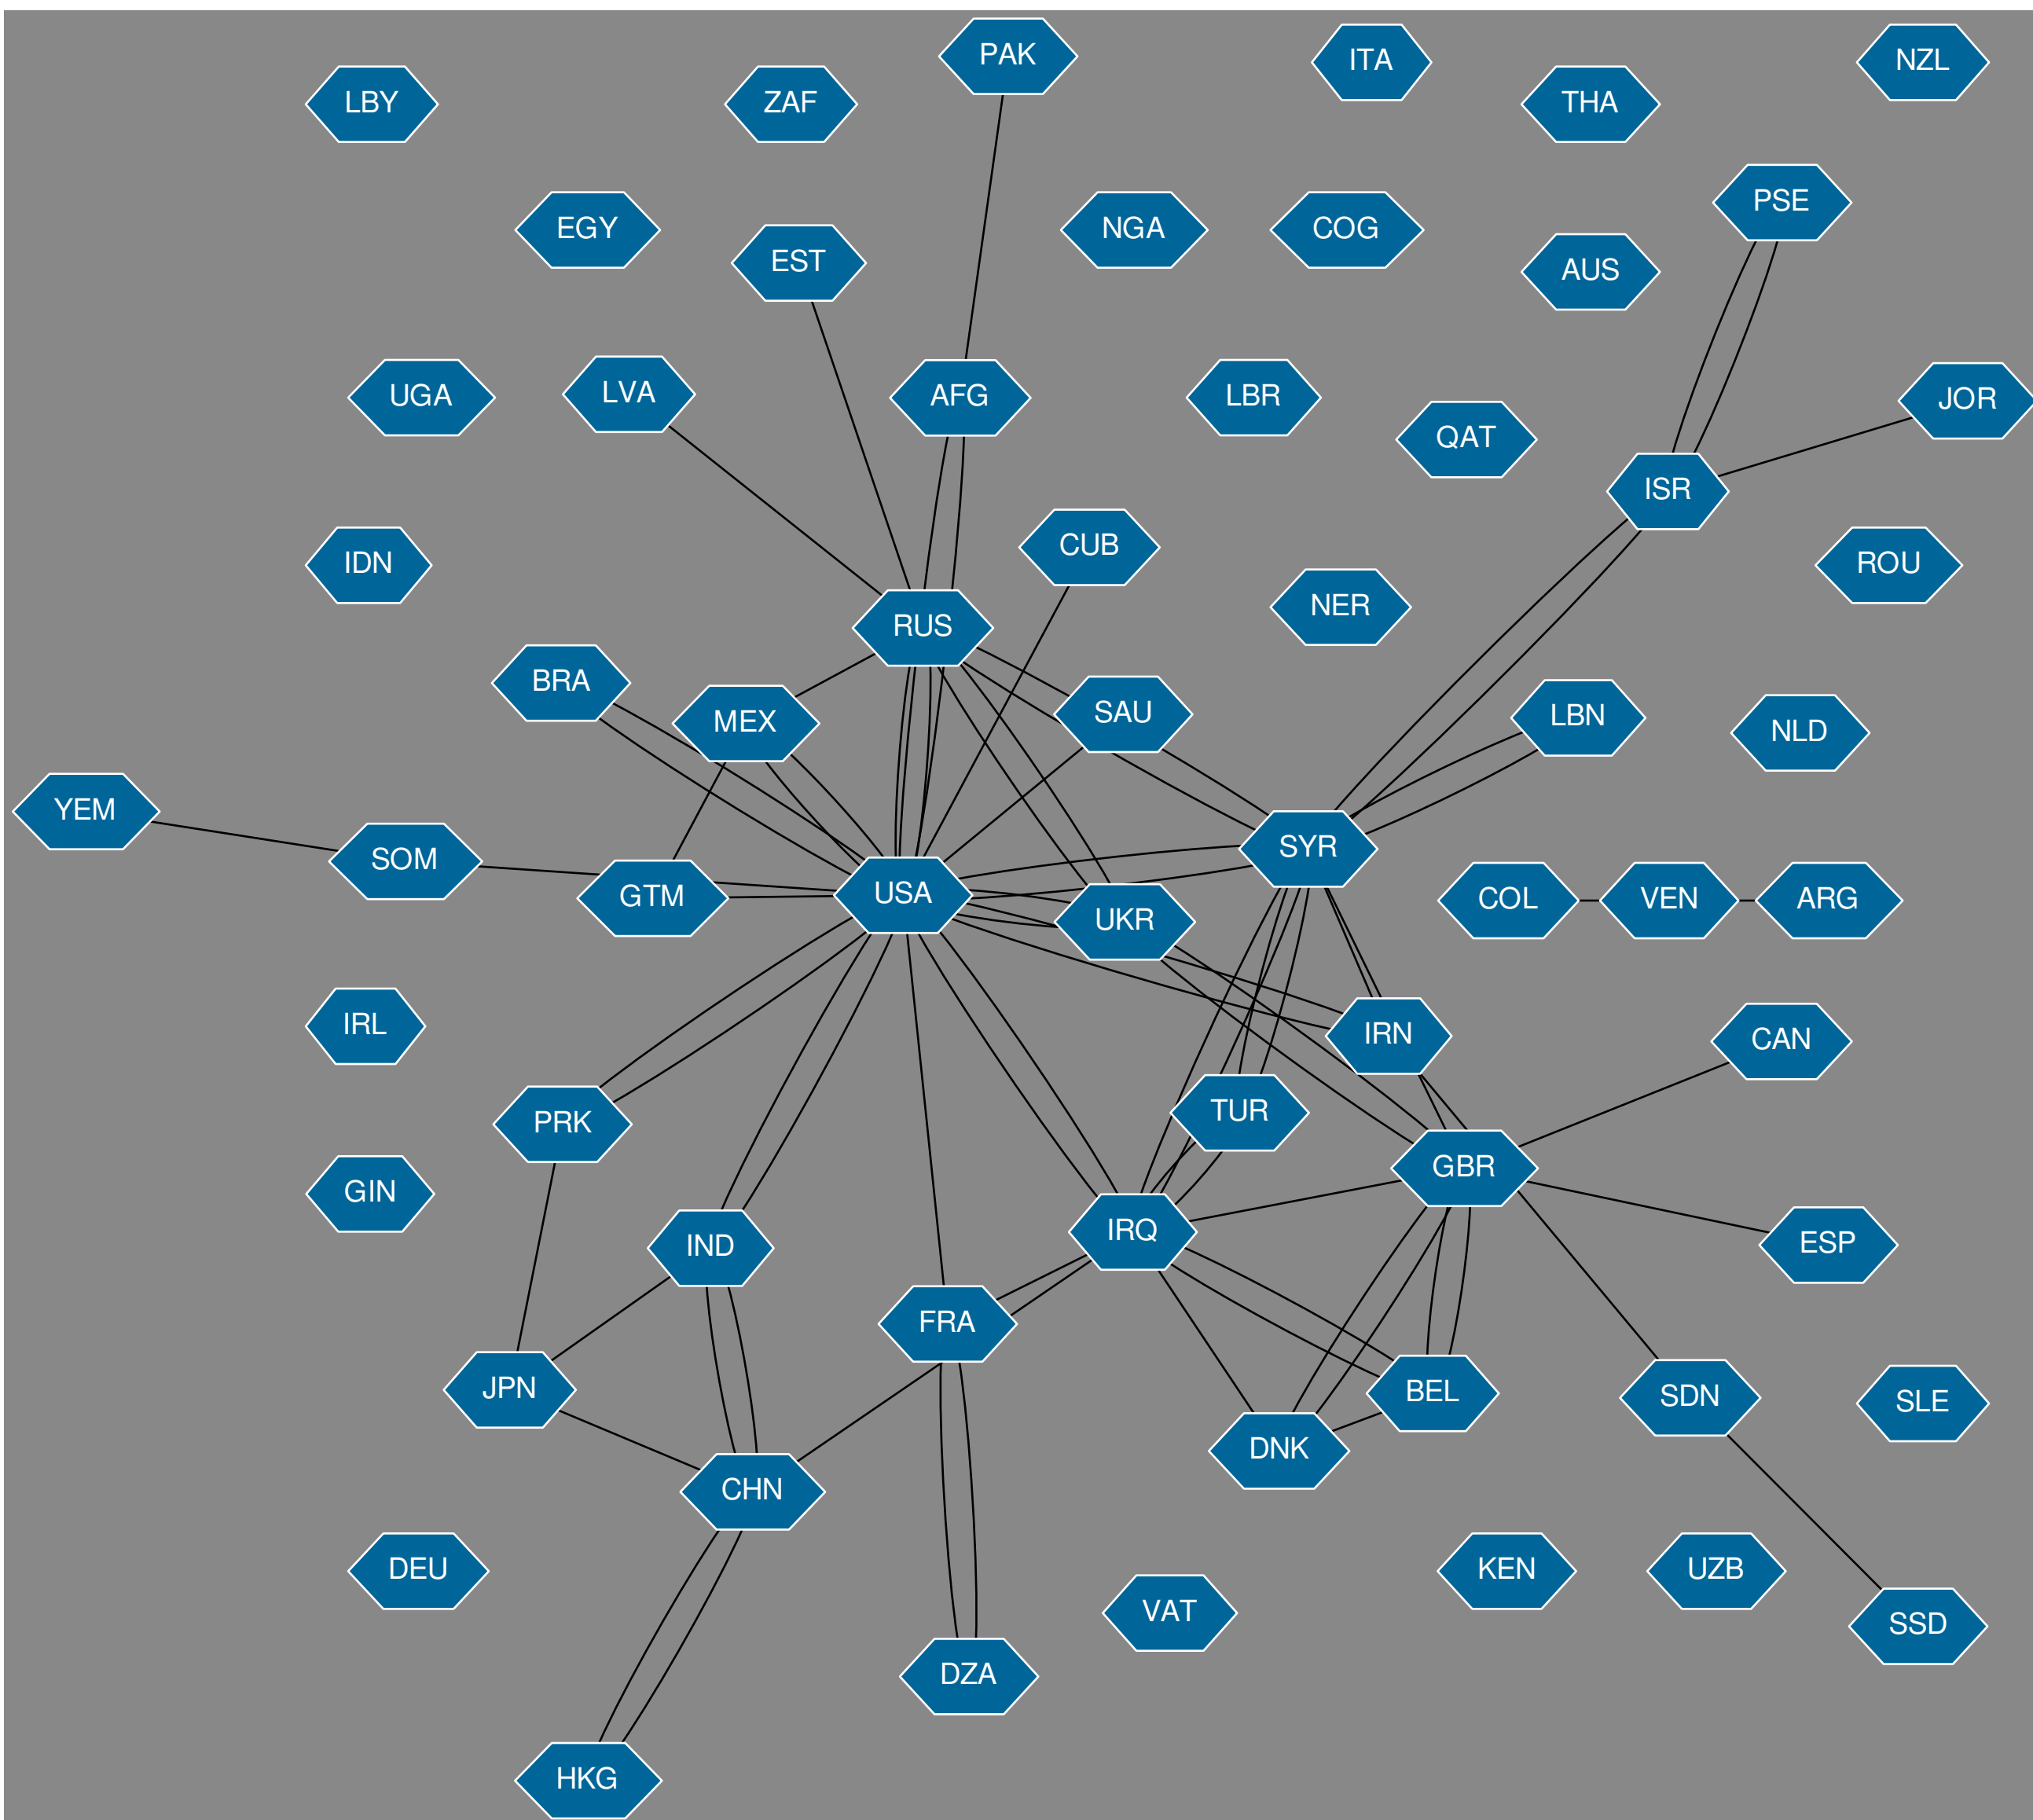 PAK
ITA
NZL
LBY
ZAF
THA
PSE
EGY
NGA
COG
EST
AUS
UGA
LVA
AFG
LBR
JOR
QAT
ISR
CUB
IDN
ROU
NER
RUS
BRA
SAU
LBN
MEX
NLD
YEM
SYR
SOM
GTM
USA
COL
VEN
ARG
UKR
IRL
IRN
CAN
TUR
PRK
GBR
GIN
IRQ
ESP
IND
FRA
JPN
BEL
SDN
SLE
DNK
CHN
DEU
KEN
UZB
VAT
SSD
DZA
HKG